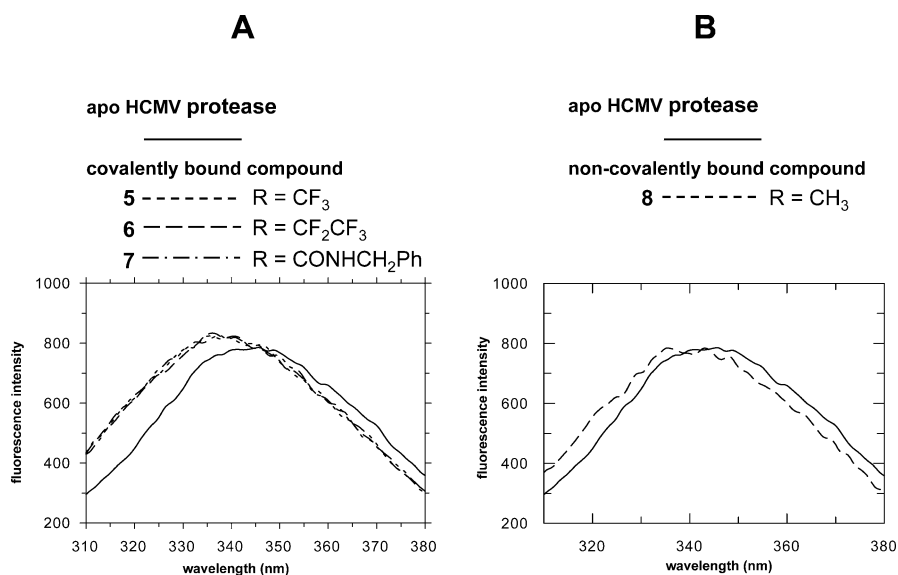 A
apo HCMV protease
covalently bound compound
5 R = CF3
6 R = CF2CF3
7 R = CONHCH2Ph
1000
800
600
400
200
fluorescence intensity
310 320 330 340 350 360 370 380
wavelength (nm)
B
apo HCMV protease
non-covalently bound compound
8 R = CH3
1000
800
600
400
200
fluorescence intensity
320 340 360 380
wavelength (nm)